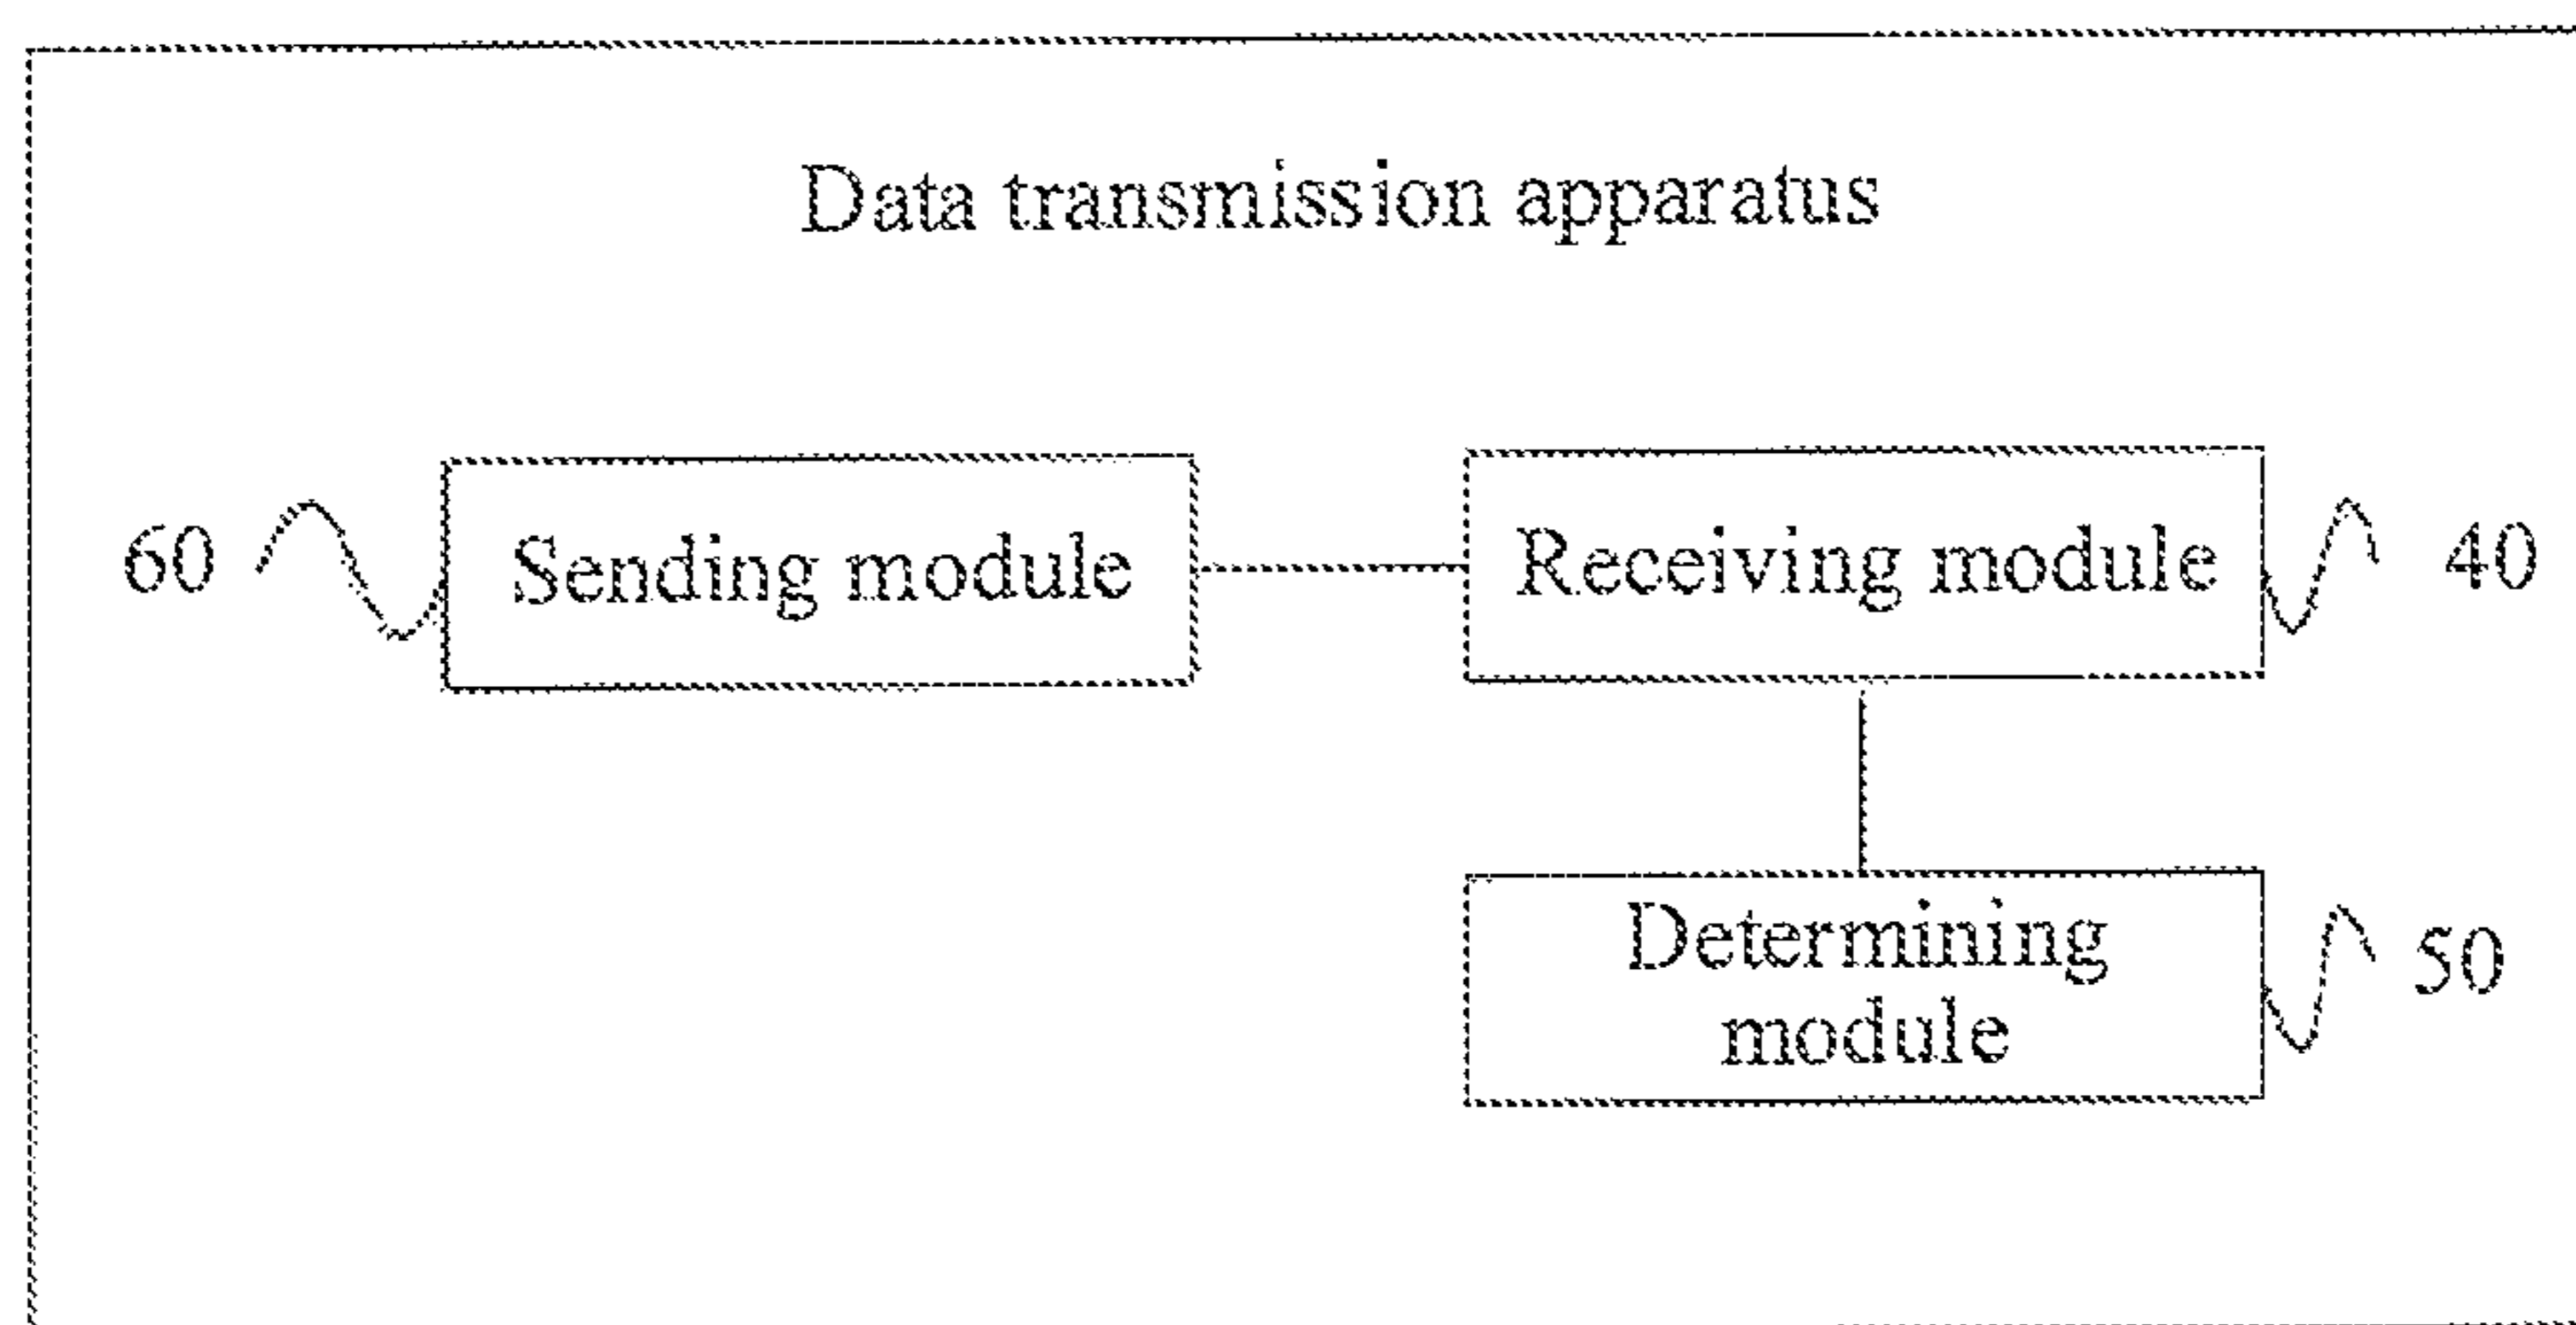 Data transmission apparatus
60
Sending module
Receiving module
40
Determining
module
50